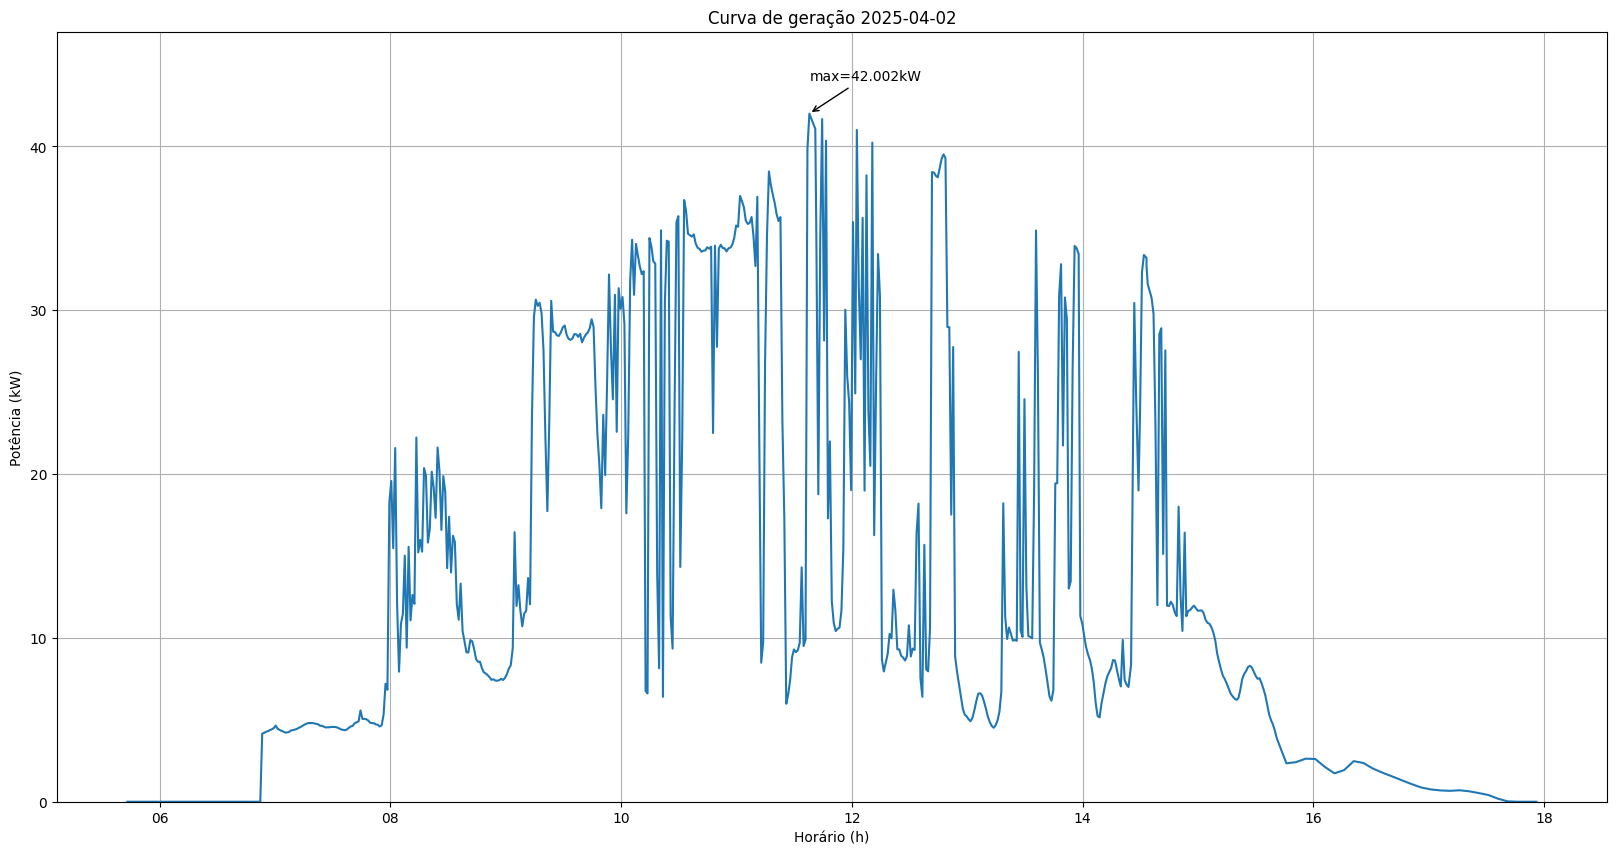 Curva de geração 2025-04-02
max=42.002kW
Potência (kW)
40
30
20
10
0
06 08 10 12 14 16 18
Horário (h)